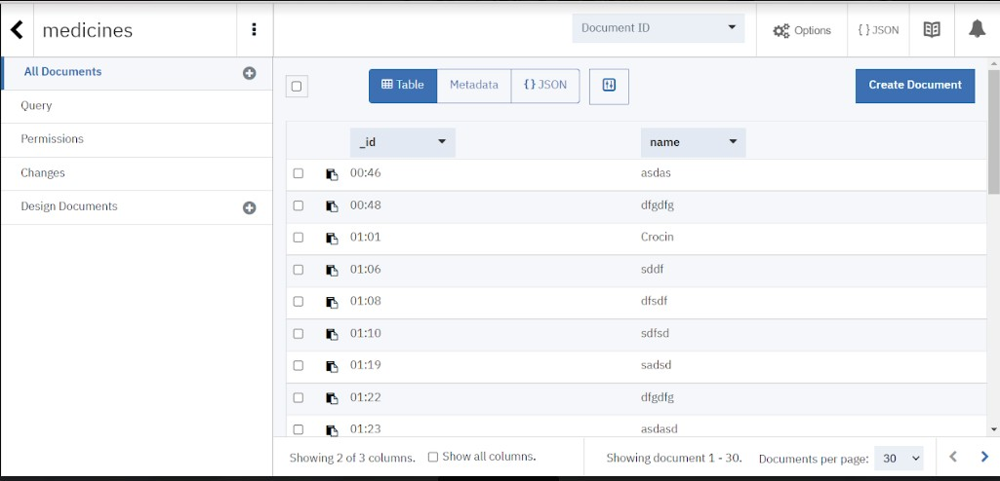 medicines
Document ID
Options
{ } JSON
All Documents
Query
Permissions
Changes
Design Documents
Table
Metadata
{ } JSON
Create Document
_id name
00:46 asdas
00:48 dfgdfg
01:01 Crocin
01:06 sddf
01:08 dfsdf
01:10 sdfsd
01:19 sadsd
01:22 dfgdfg
01:23 asdasd
Showing 2 of 3 columns. Show all columns. Showing document 1 - 30. Documents per page: 30